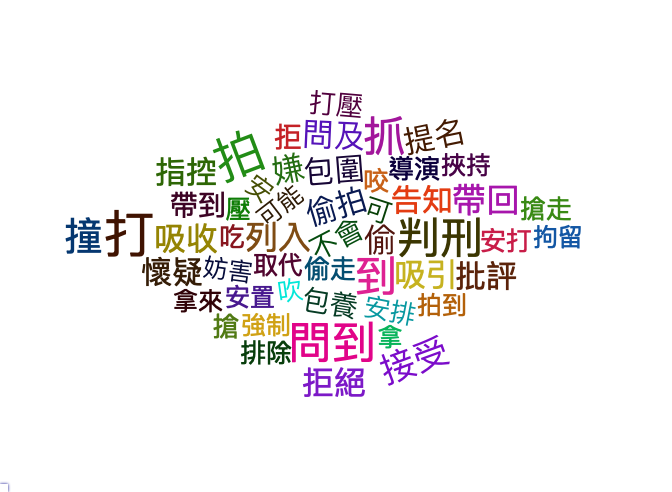 打壓
拒 問及 抓 提名
指控 拍 嫌 包圍 咬 導演 挾持
帶到 壓 安 可能 偷拍 可 告知 帶回 搶走
撞 打 吸收 吃 列入 不會 偷 判刑 安打 拘留
懷疑 妨害 取代 偷走 到 吸引 批評
拿來 安置 吹 包養 安排 拍到
搶 強制 問到 拿
排除 接受
拒絕